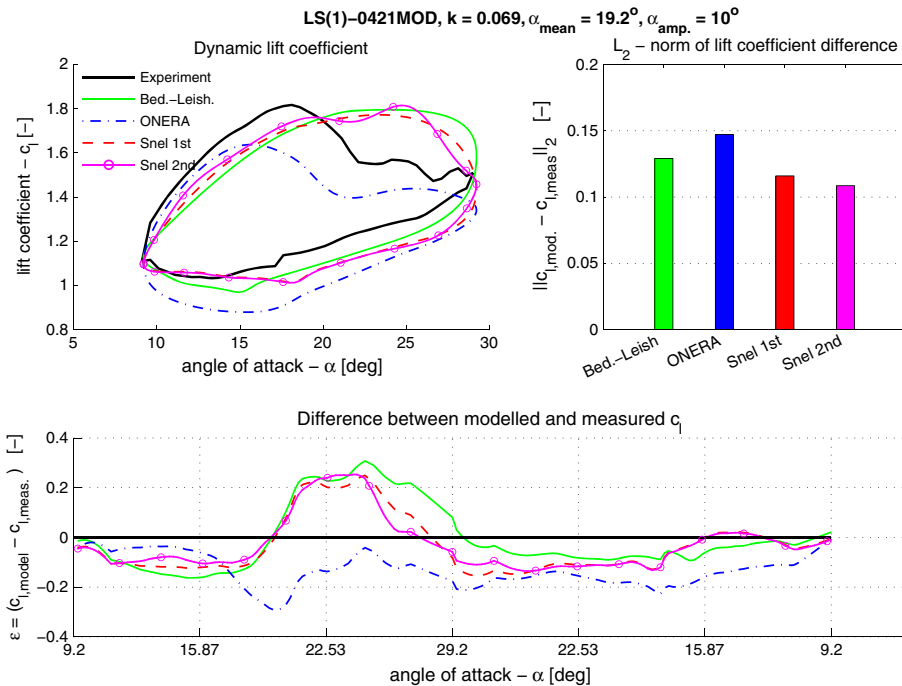 LS(1)−0421MOD, k = 0.069, α_mean = 19.2°, α_amp. = 10°
Dynamic lift coefficient
2
1.8
1.6
1.4
1.2
1
0.8
lift coefficient − c_l [−]
Experiment
Bed.−Leish.
ONERA
Snel 1st
Snel 2nd
5 10 15 20 25 30
angle of attack − α [deg]
L_2 − norm of lift coefficient difference
0.2
0.15
0.1
0.05
0
||c_l,mod. − c_l,meas||_2 [−]
Bed.−Leish
ONERA
Snel 1st
Snel 2nd
Difference between modelled and measured c_l
0.4
0.2
0
−0.2
−0.4
ε = (c_l,model − c_l,meas.) [−]
9.2 15.87 22.53 29.2 22.53 15.87 9.2
angle of attack − α [deg]